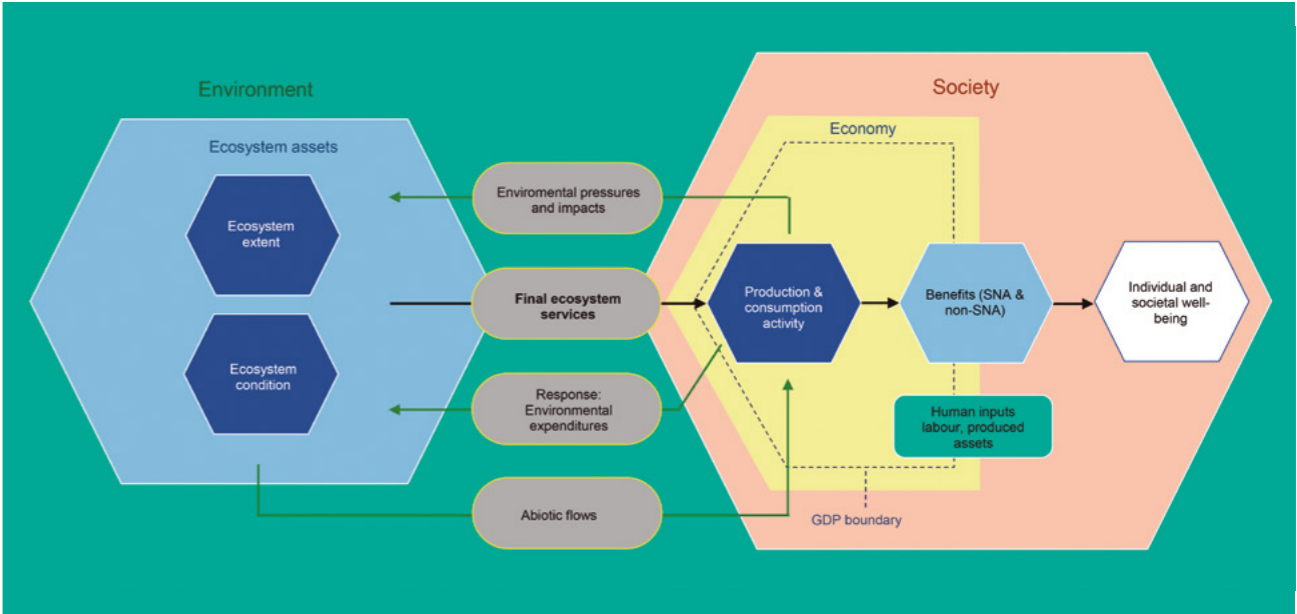 Environment
Ecosystem assets
Ecosystem
extent
Ecosystem
condition
Enviromental pressures
and impacts
Final ecosystem
services
Response:
Environmental
expenditures
Abiotic flows
Society
Economy
Production &
consumption
activity
Benefits (SNA &
non-SNA)
Individual and
societal well-
being
Human inputs
labour, produced
assets
GDP boundary